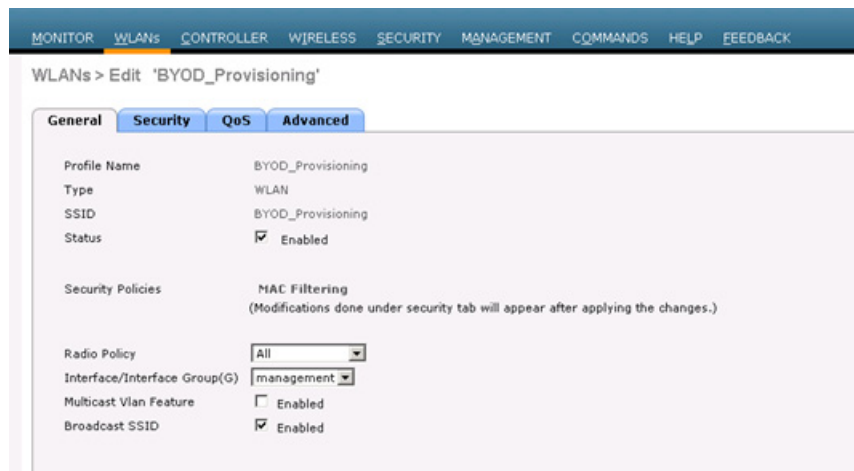 MONITOR WLANs CONTROLLER WIRELESS SECURITY MANAGEMENT COMMANDS HELP FEEDBACK
WLANs > Edit 'BYOD_Provisioning'
General Security QoS Advanced
Profile Name BYOD_Provisioning
Type WLAN
SSID BYOD_Provisioning
Status Enabled
Security Policies MAC Filtering
(Modifications done under security tab will appear after applying the changes.)
Radio Policy All
Interface/Interface Group(G) management
Multicast Vlan Feature Enabled
Broadcast SSID Enabled